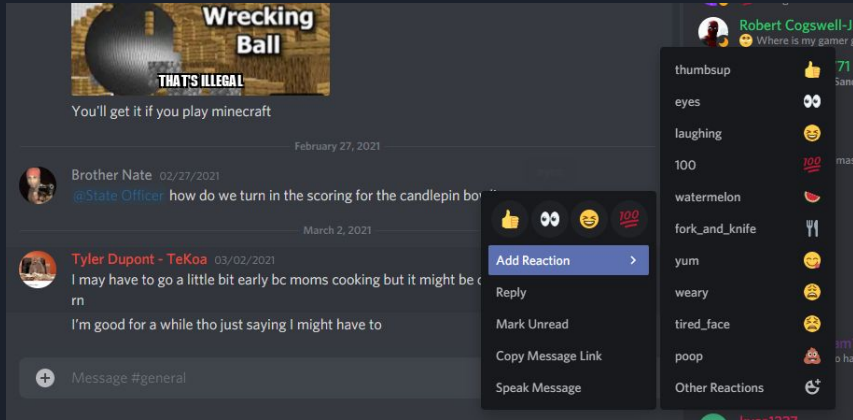 Wrecking
Ball
THAT'S ILLEGAL
You'll get it if you play minecraft
February 27, 2021
Brother Nate 02/27/2021
@State Officer how do we turn in the scoring for the candlepin
March 2, 2021
Tyler Dupont - TeKoa 03/02/2021
I may have to go a little bit early bc moms cooking but it might be
rn
I'm good for a while tho just saying I might have to
Message #general
100
Add Reaction
Reply
Mark Unread
Copy Message Link
Speak Message
Robert Cogswell-J
Where is my gamer
thumbsup
eyes
laughing
100
100
watermelon
fork_and_knife
yum
weary
tired_face
poop
Other Reactions
71